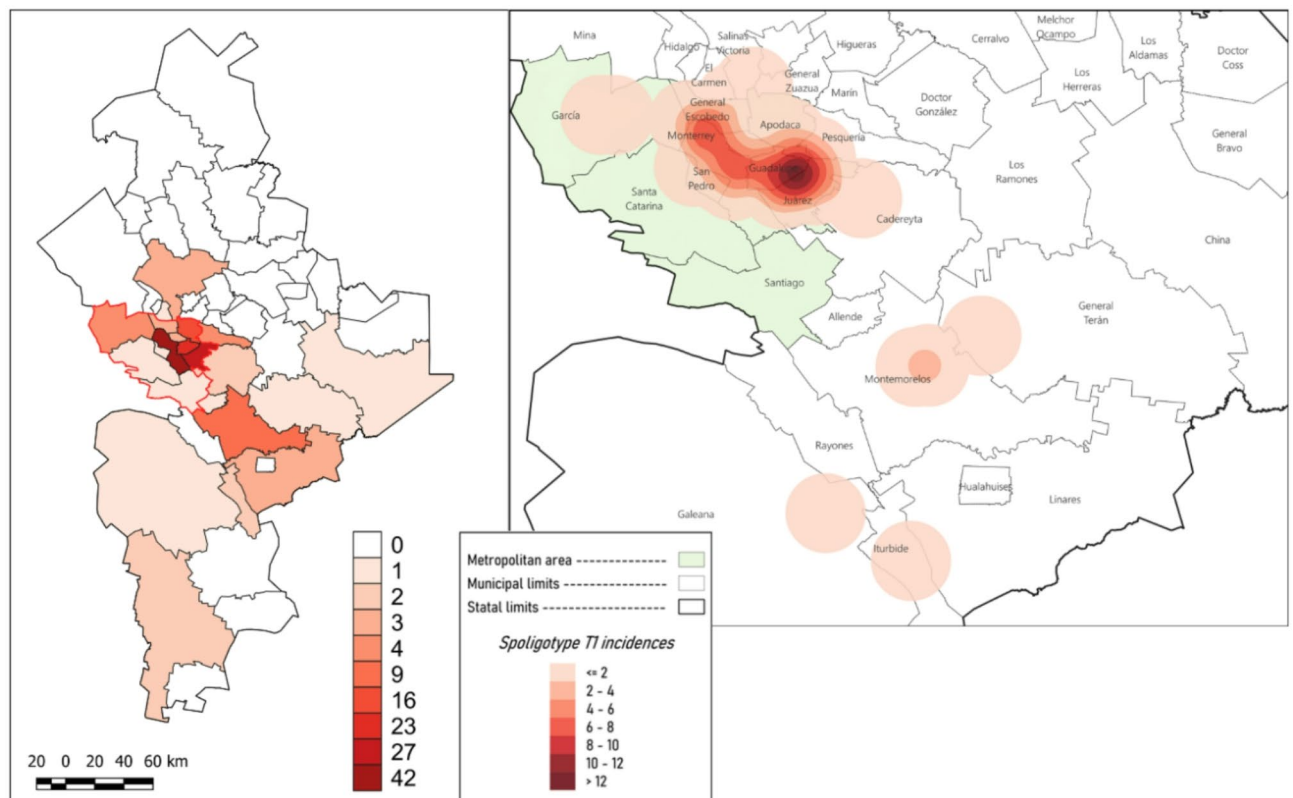 0
1
2
3
4
9
16
23
27
42
20 0 20 40 60 km
Mina
Hidalgo
Salinas
Victoria
El
Carmen
General
Zuazua
Higueras
Marín
Cerralvo
Melchor
Ocampo
Los
Aldamas
Doctor
Coss
Los
Herreras
Doctor
González
General
Bravo
García
General
Escobedo
Monterrey
Apodaca
Pesquería
San
Pedro
Guadalupe
Juárez
Santa
Catarina
Cadereyta
Los
Ramones
China
Santiago
Allende
General
Terán
Montemorelos
Rayones
Hualahuises
Linares
Galeana
Iturbide
Metropolitan area
Municipal limits
Statal limits
Spoligotype T1 incidences
<= 2
2 - 4
4 - 6
6 - 8
8 - 10
10 - 12
> 12